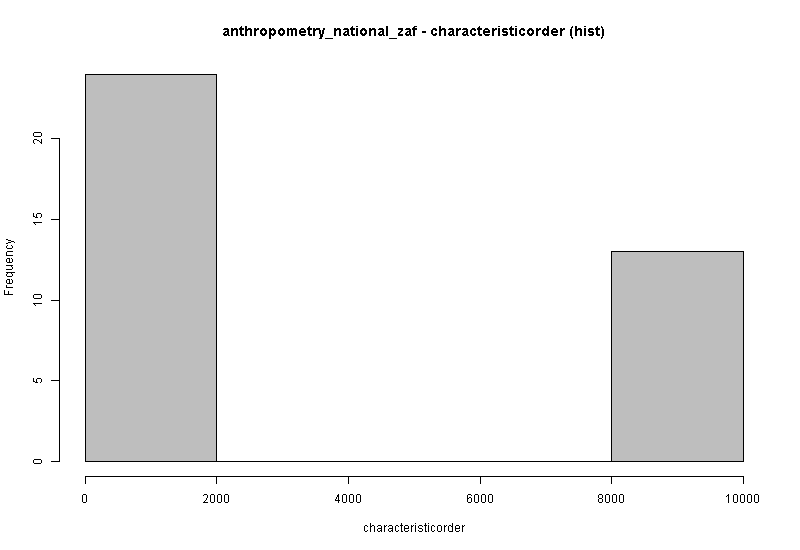 anthropometry_national_zaf - characteristicorder (hist)
Frequency
20
15
10
5
0
0 2000 4000 6000 8000 10000
characteristicorder